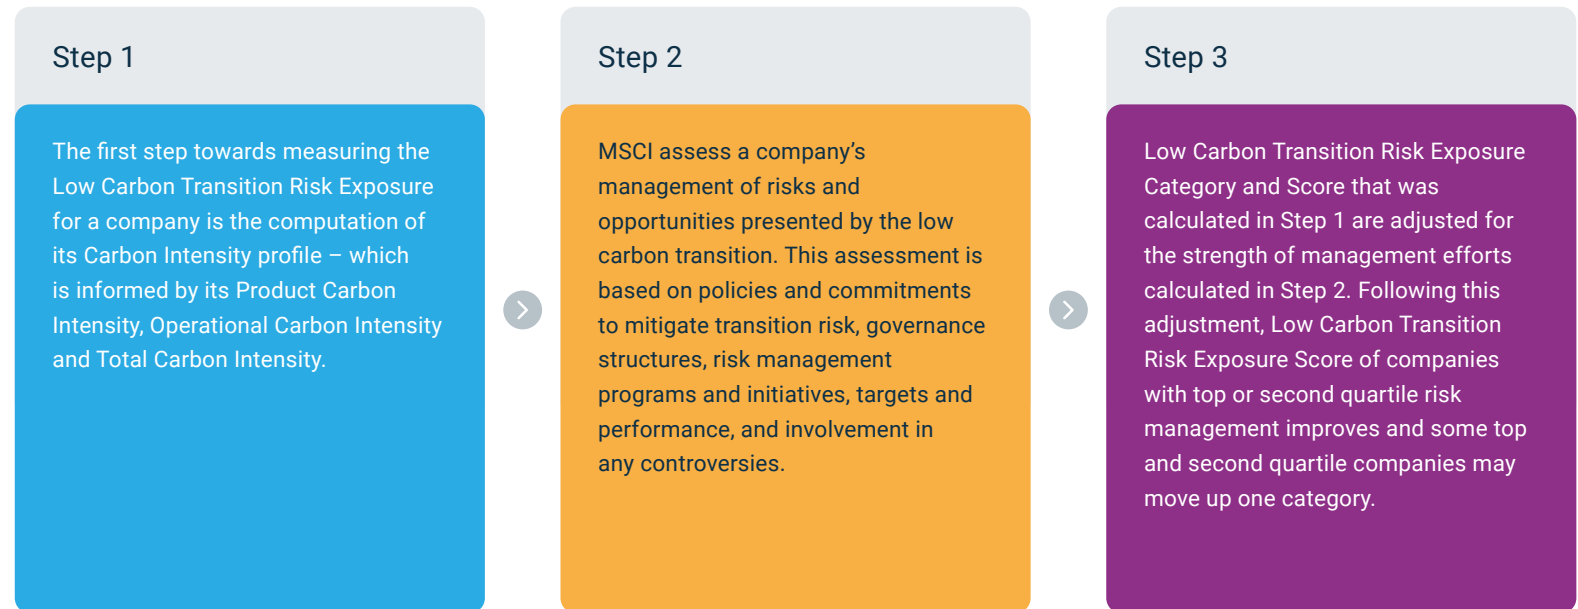 Step 1
The first step towards measuring the
Low Carbon Transition Risk Exposure
for a company is the computation of
its Carbon Intensity profile – which
is informed by its Product Carbon
Intensity, Operational Carbon Intensity
and Total Carbon Intensity.
Step 2
MSCI assess a company’s
management of risks and
opportunities presented by the low
carbon transition. This assessment is
based on policies and commitments
to mitigate transition risk, governance
structures, risk management
programs and initiatives, targets and
performance, and involvement in
any controversies.
Step 3
Low Carbon Transition Risk Exposure
Category and Score that was
calculated in Step 1 are adjusted for
the strength of management efforts
calculated in Step 2. Following this
adjustment, Low Carbon Transition
Risk Exposure Score of companies
with top or second quartile risk
management improves and some top
and second quartile companies may
move up one category.